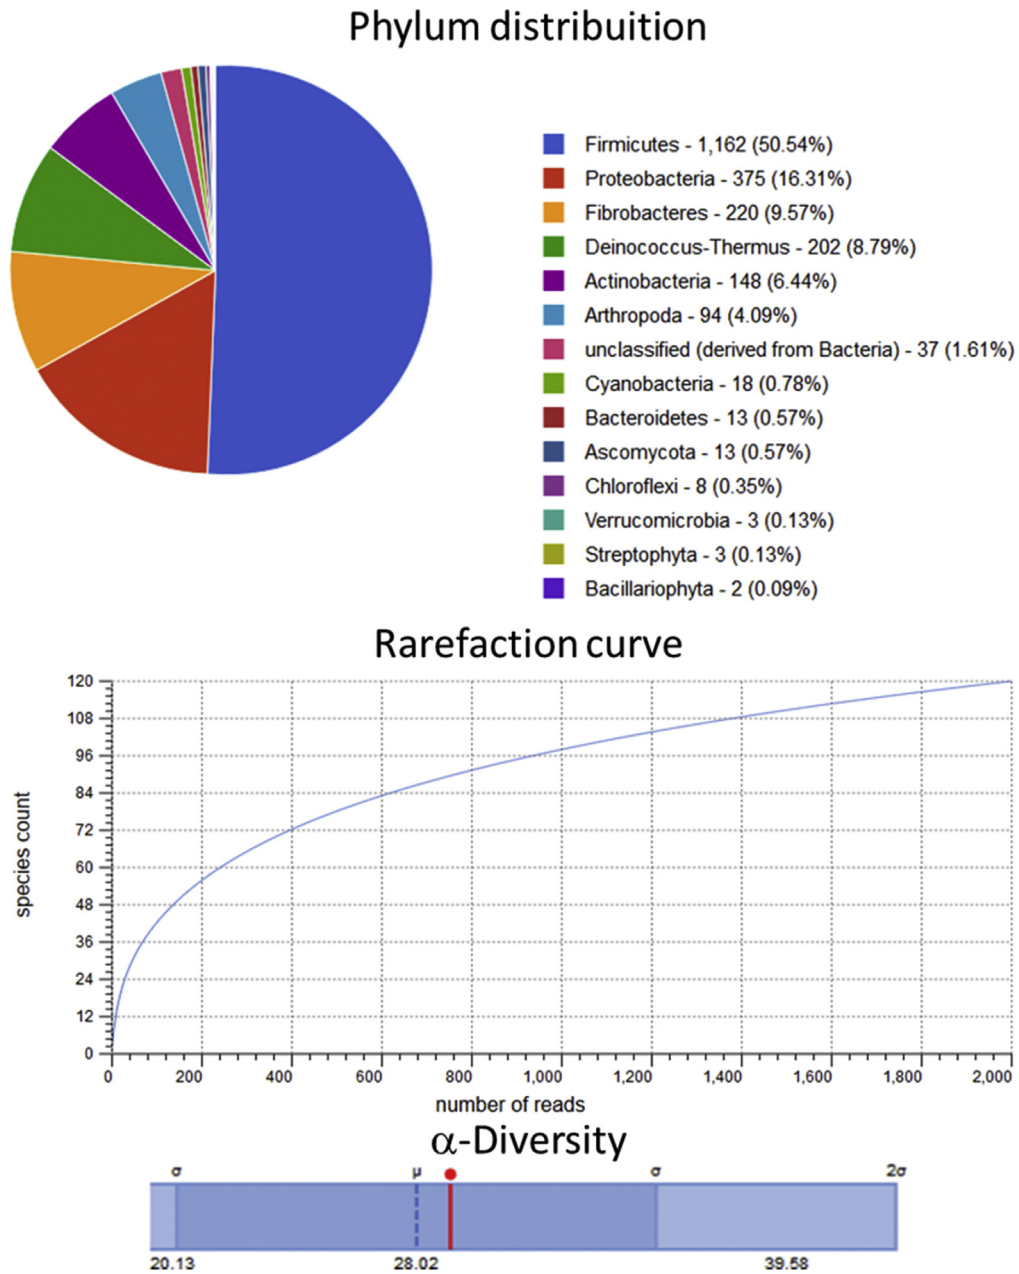 Phylum distribuition
Firmicutes - 1,162 (50.54%)
Proteobacteria - 375 (16.31%)
Fibrobacteres - 220 (9.57%)
Deinococcus-Thermus - 202 (8.79%)
Actinobacteria - 148 (6.44%)
Arthropoda - 94 (4.09%)
unclassified (derived from Bacteria) - 37 (1.61%)
Cyanobacteria - 18 (0.78%)
Bacteroidetes - 13 (0.57%)
Ascomycota - 13 (0.57%)
Chloroflexi - 8 (0.35%)
Verrucomicrobia - 3 (0.13%)
Streptophyta - 3 (0.13%)
Bacillariophyta - 2 (0.09%)
Rarefaction curve
120
108
96
84
72
60
48
36
24
12
0
species count
0 200 400 600 800 1,000 1,200 1,400 1,600 1,800 2,000
number of reads
α-Diversity
σ μ σ 2σ
20.13 28.02 39.58